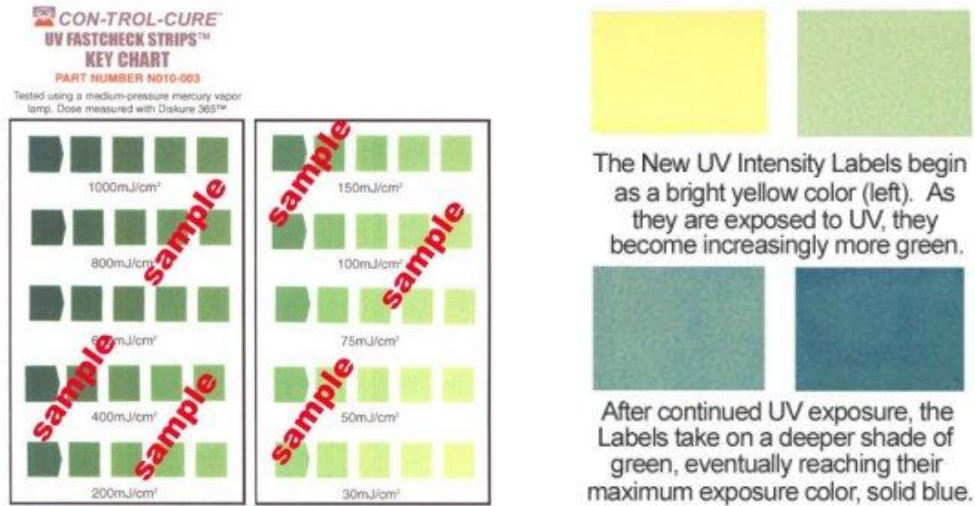 CON-TROL-CURE®
UV FASTCHECK STRIPS™
KEY CHART
PART NUMBER N010-003
Tested using a medium-pressure mercury vapor
lamp. Dose measured with Diskure 365™
1000mJ/cm²
800mJ/cm²
mJ/cm²
400mJ/cm²
200mJ/cm²
sample
sample
sample
150mJ/cm²
100mJ/cm²
75mJ/cm²
50mJ/cm²
30mJ/cm²
sample
sample
sample
The New UV Intensity Labels begin
as a bright yellow color (left). As
they are exposed to UV, they
become increasingly more green.
After continued UV exposure, the
Labels take on a deeper shade of
green, eventually reaching their
maximum exposure color, solid blue.